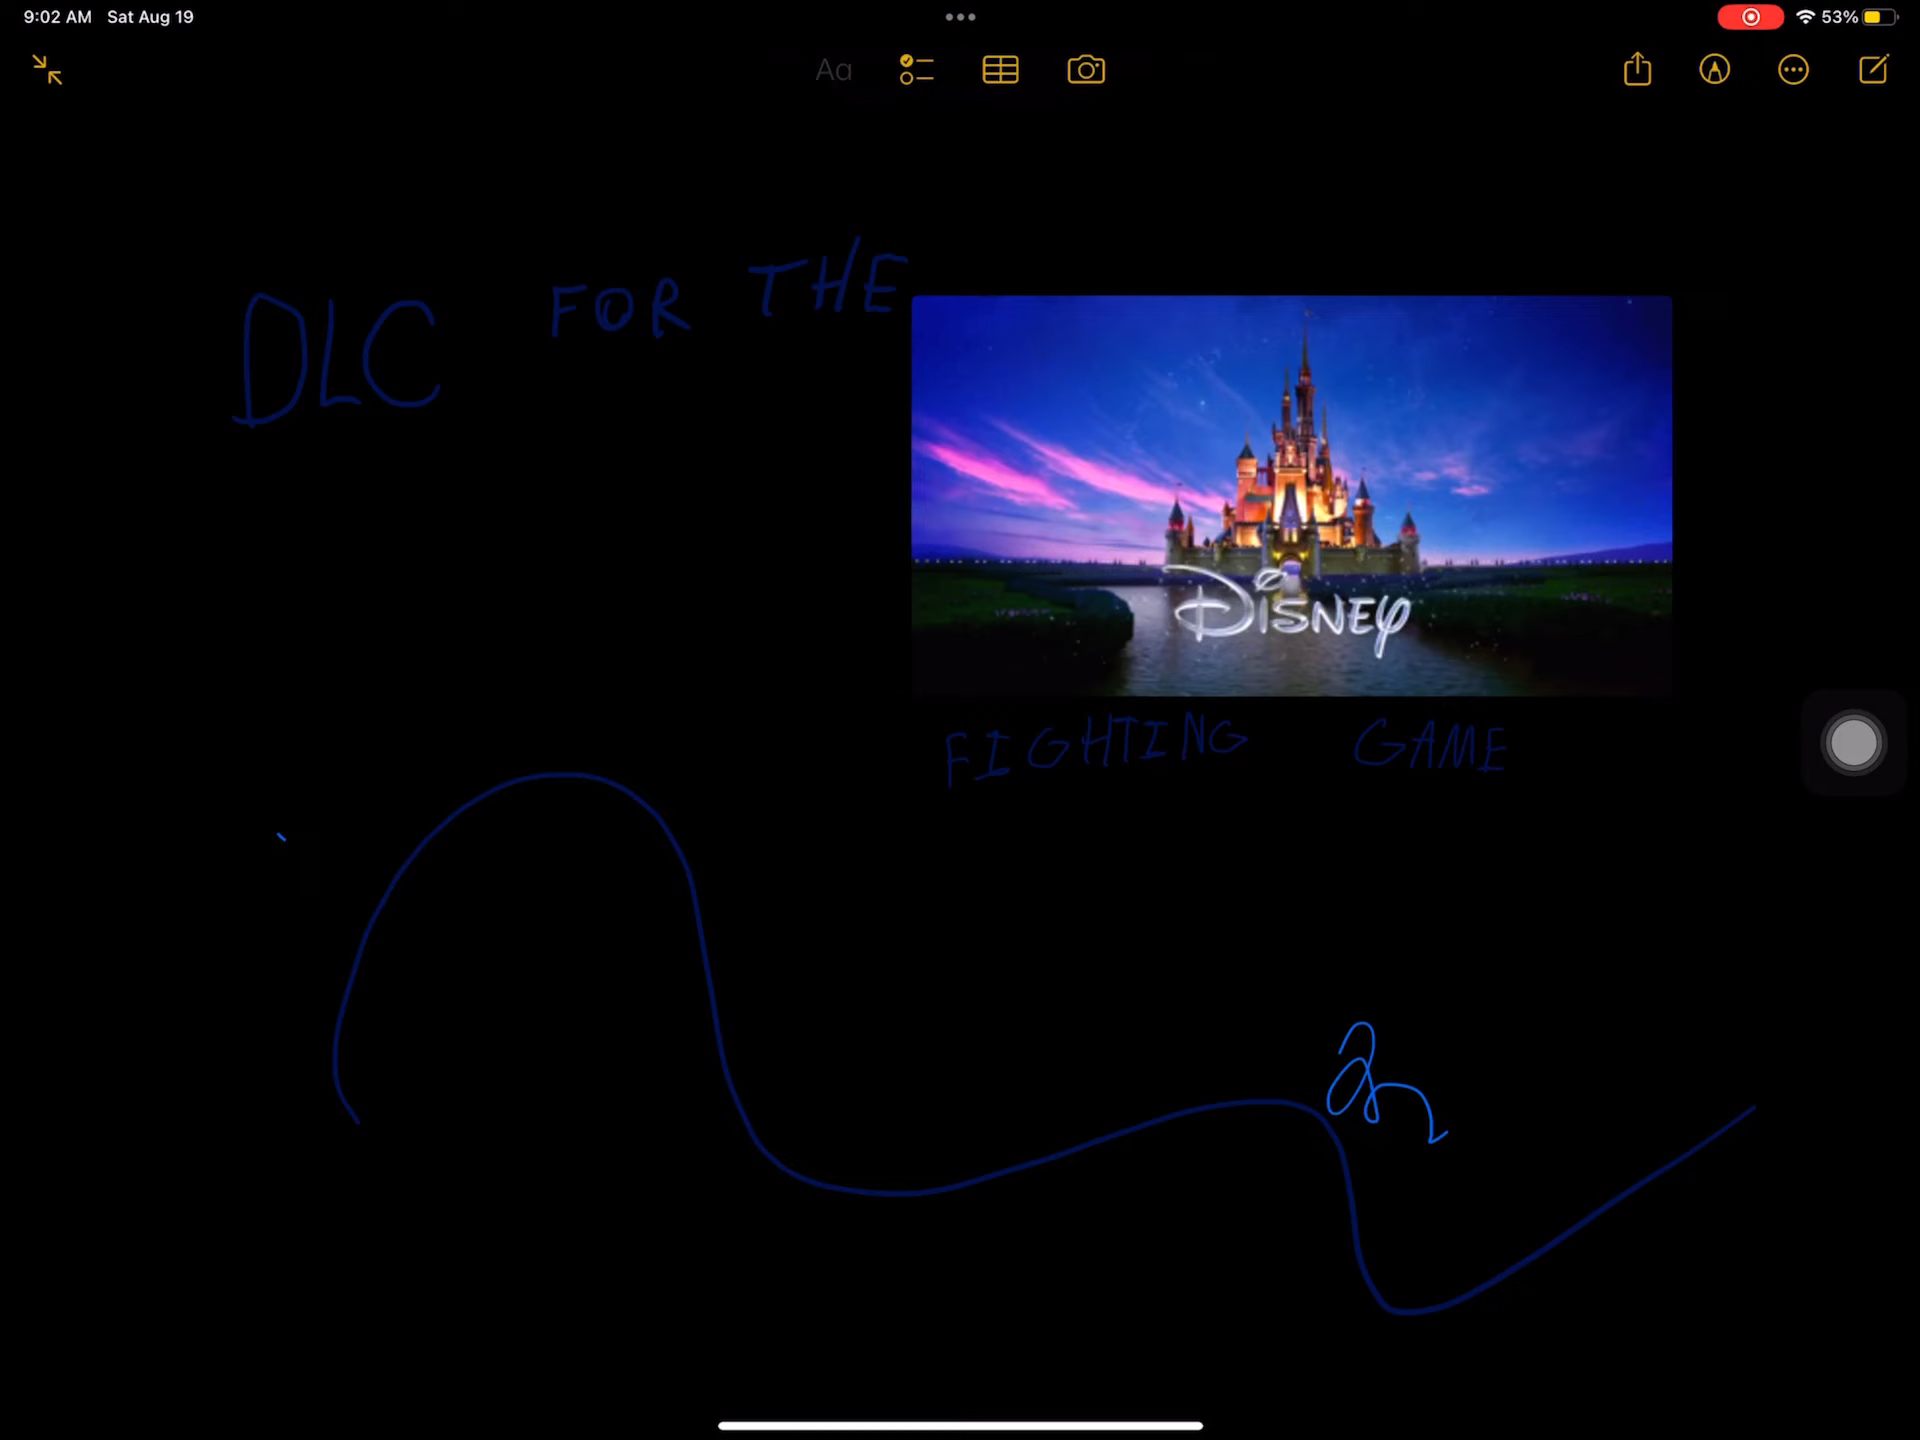 9:02 AM Sat Aug 19
53%
Aa
DLC FOR THE
DISNEY
FIGHTING GAME